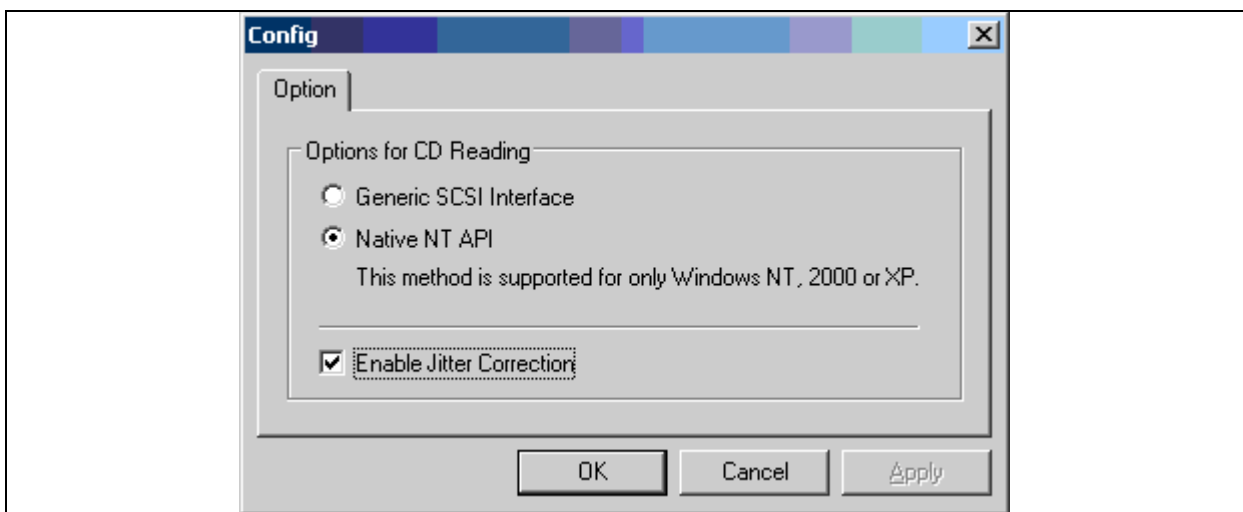 Config
Option
Options for CD Reading
Generic SCSI Interface
Native NT API
This method is supported for only Windows NT, 2000 or XP.
Enable Jitter Correction
OK Cancel Apply